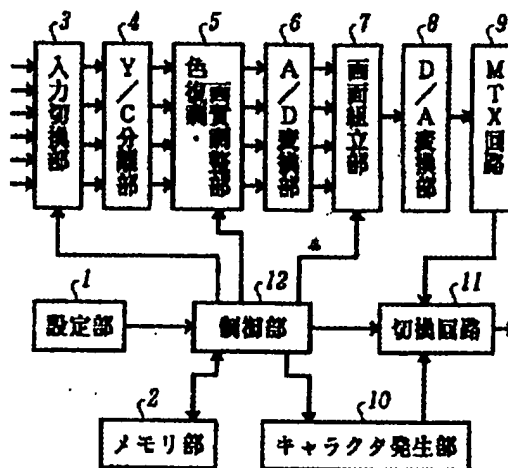 3
4
5
6
7
8
9
入力切換部
Y/C分離部
色復調・
画質調整部
A/D変換部
画面組立部
D/A変換部
MTX回路
a
1
12
11
設定部
制御部
切換回路
2
10
メモリ部
キャラクタ発生部